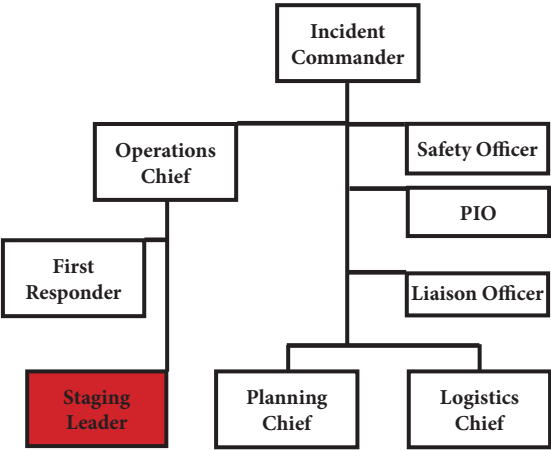 Incident
Commander
Operations
Chief
Safety Officer
PIO
First
Responder
Liaison Officer
Staging
Leader
Planning
Chief
Logistics
Chief